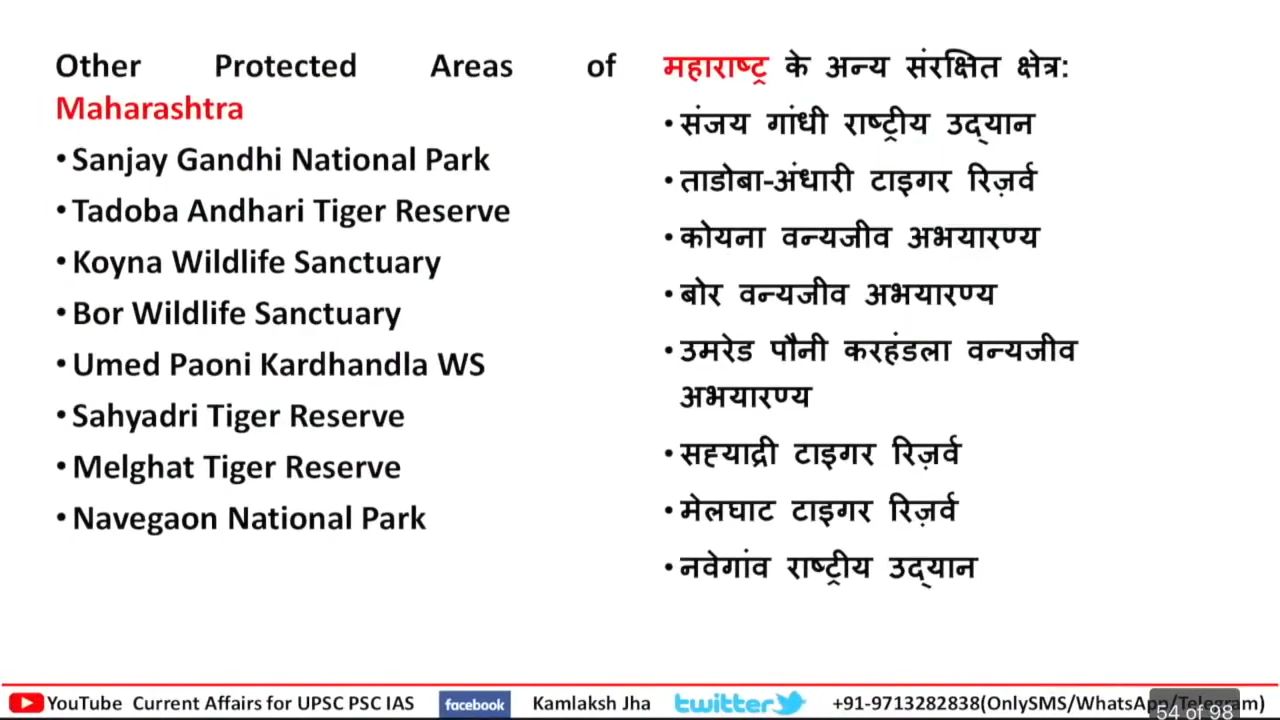 Other Protected Areas of
Maharashtra
• Sanjay Gandhi National Park
• Tadoba Andhari Tiger Reserve
• Koyna Wildlife Sanctuary
• Bor Wildlife Sanctuary
• Umed Paoni Kardhandla WS
• Sahyadri Tiger Reserve
• Melghat Tiger Reserve
• Navegaon National Park
महाराष्ट्र के अन्य संरक्षित क्षेत्र:
• संजय गांधी राष्ट्रीय उद्यान
• ताडोबा-अंधारी टाइगर रिज़र्व
• कोयना वन्यजीव अभयारण्य
• बोर वन्यजीव अभयारण्य
• उमरेड पौनी करहंडला वन्यजीव
अभयारण्य
• सह्याद्री टाइगर रिज़र्व
• मेलघाट टाइगर रिज़र्व
• नवेगांव राष्ट्रीय उद्यान
YouTube Current Affairs for UPSC PSC IAS facebook Kamlaksh Jha twitter +91-9713282838(OnlySMS/WhatsApp/Telegram)
54 of 98